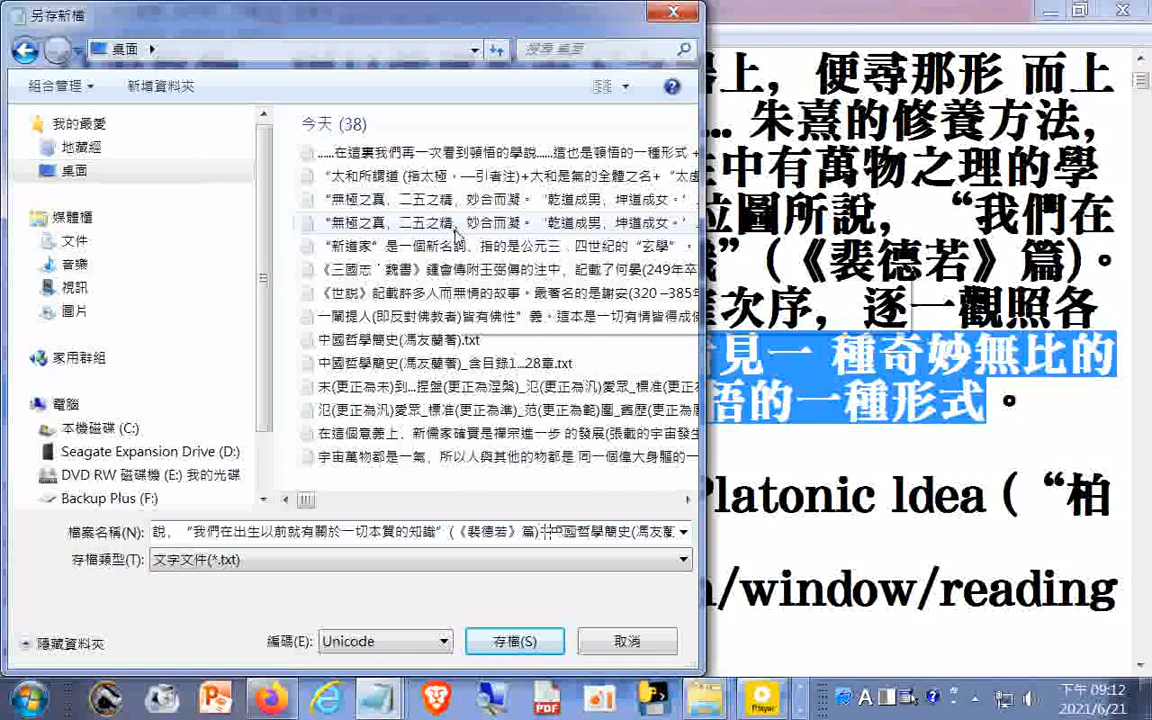 另存新檔
桌面
搜尋 桌面
組合管理
新增資料夾
我的最愛
地藏經
桌面
媒體櫃
文件
音樂
視訊
圖片
家用群組
電腦
本機磁碟 (C:)
Seagate Expansion Drive (D:)
DVD RW 磁碟機 (E:) 我的光碟
Backup Plus (F:)
今天 (38)
……在這裏我們再一次看到頓悟的學說……這也是頓悟的一種形式 +
“太和所謂道 (指太極。—引者注)+大和是氣的全體之名+“太虛
“無極之真，二五之精，妙合而凝。‘乾道成男，坤道成女。’
“無極之真，二五之精，妙合而凝。‘乾道成男，坤道成女。’
“新道家”是一個新名詞，指的是公元三﹒四世紀的“玄學”，
《三國志˙魏書》鍾會傳附王弼傳的注中，記載了何晏(249年卒
《世說》記載許多人而無情的故事。最著名的是謝安(320 –385年
一闡提人(即反對佛教者)皆有佛性”義。這本是一切有情皆得成佛
中國哲學簡史(馮友蘭著).txt
中國哲學簡史(馮友蘭著)_含目錄1...28章.txt
末(更正為未)到...捏盤(更正為涅盤)_氾(更正為汎)愛眾_標准(更正
氾(更正為汎)愛眾_標准(更正為準)_范(更正為範)圍_舊歷(更正為
在這個意義上，新儒家確實是禪宗進一步 的發展(張載的宇宙發生
宇宙萬物都是一氣，所以人與其他的物都是 同一個偉大身軀的一
檔案名稱(N):
說，“我們在出生以前就有關於一切本質的知識”(《裴德若》篇)+中國哲學簡史(馮友蘭
存檔類型(T):
文字文件(*.txt)
隱藏資料夾
編碼(E):
Unicode
存檔(S)
取消
上，便尋那形 而上
… 朱熹的修養方法，
生中有萬物之理的學
位圖所說，“我們在
”(《裴德若》篇)。
次序，逐一觀照各
見一 種奇妙無比的
悟的一種形式。
Platonic ldea (“柏
/window/reading
Player
下午 09:12
2021/6/21